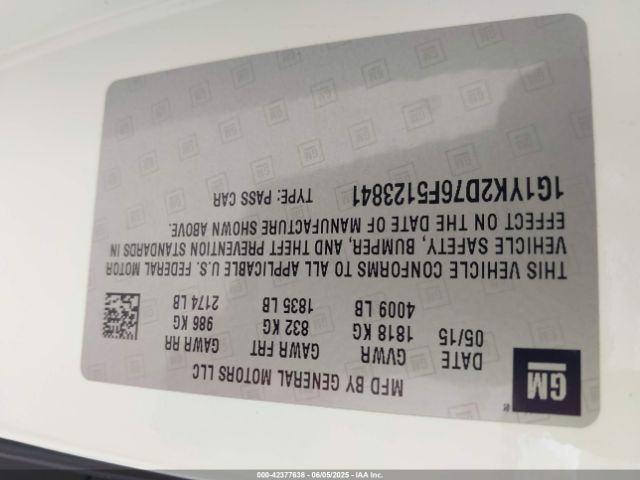 MFD BY GENERAL MOTORS LLC
DATE GVWR GAWR FRT GAWR RR
05/15 1818 KG 832 KG 986 KG
4009 LB 1835 LB 2174 LB
THIS VEHICLE CONFORMS TO ALL APPLICABLE U.S. FEDERAL MOTOR
VEHICLE SAFETY, BUMPER, AND THEFT PREVENTION STANDARDS IN
EFFECT ON THE DATE OF MANUFACTURE SHOWN ABOVE.
1G1YK2D76F5123841 TYPE: PASS CAR
GM
000-42377638 - 06/05/2025 - IAA Inc.